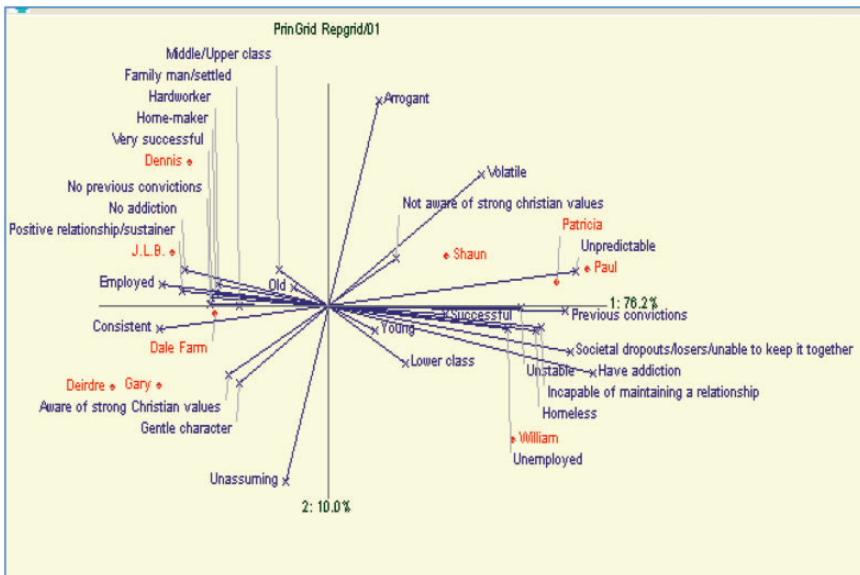 PrinGrid Repgrid/01
Middle/Upper class
Family man/settled
Hardworker
Home-maker
Very successful
Dennis
No previous convictions
No addiction
Positive relationship/sustainer
J.L.B.
Employed
Old
Consistent
Dale Farm
Deirdre
Gary
Aware of strong Christian values
Gentle character
Unassuming
Arrogant
Volatile
Not aware of strong christian values
Patricia
Shaun
Unpredictable
Paul
1: 76.2%
Successful
Previous convictions
Young
Societal dropouts/losers/unable to keep it together
Lower class
Unstable
Have addiction
Incapable of maintaining a relationship
Homeless
William
Unemployed
2: 10.0%